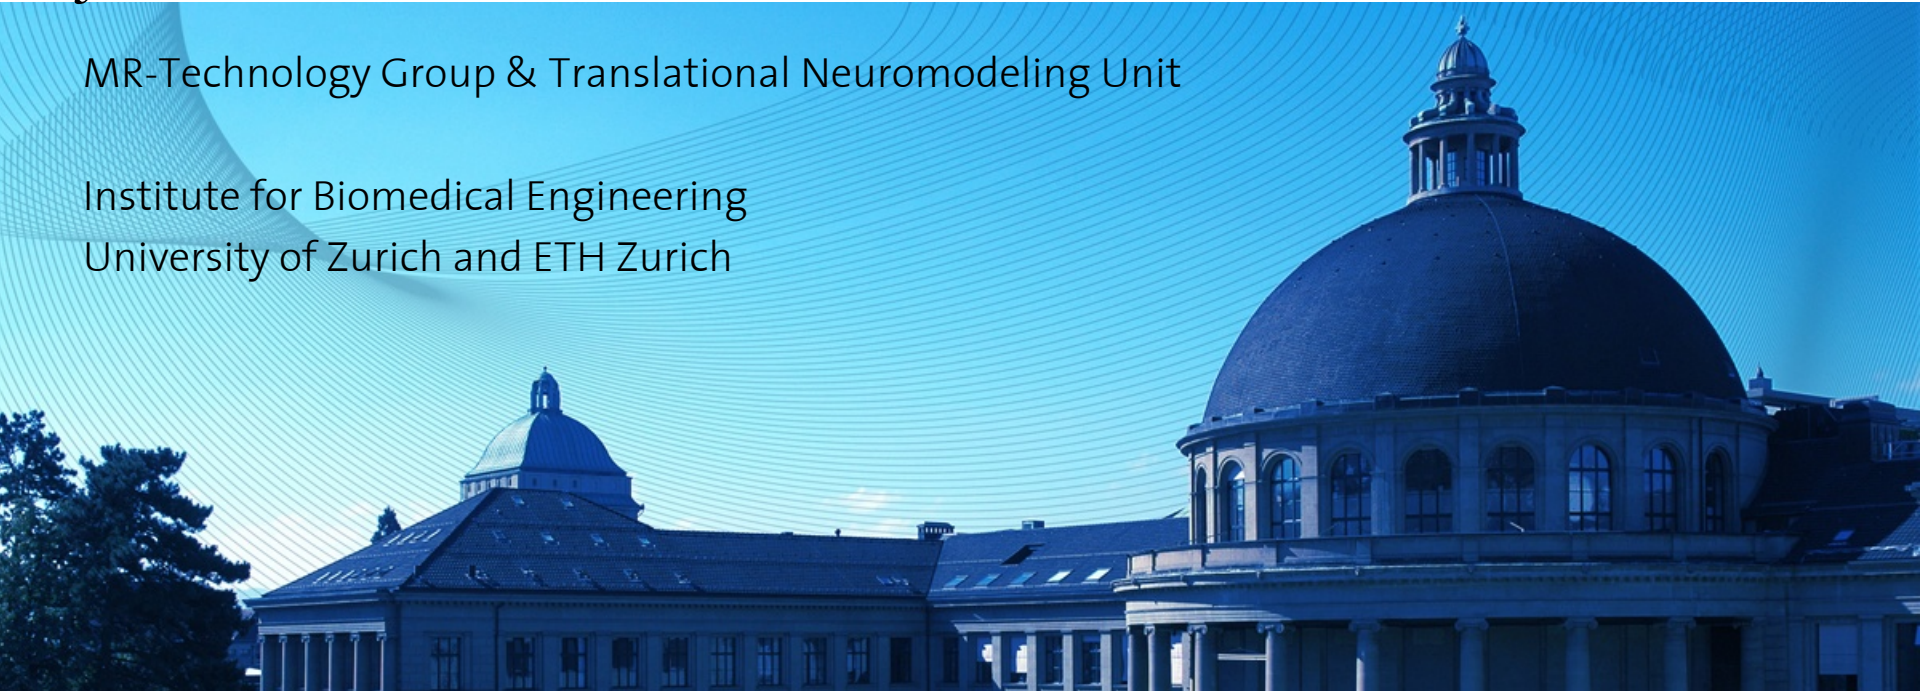 MR-Technology Group & Translational Neuromodeling Unit
Institute for Biomedical Engineering
University of Zurich and ETH Zurich